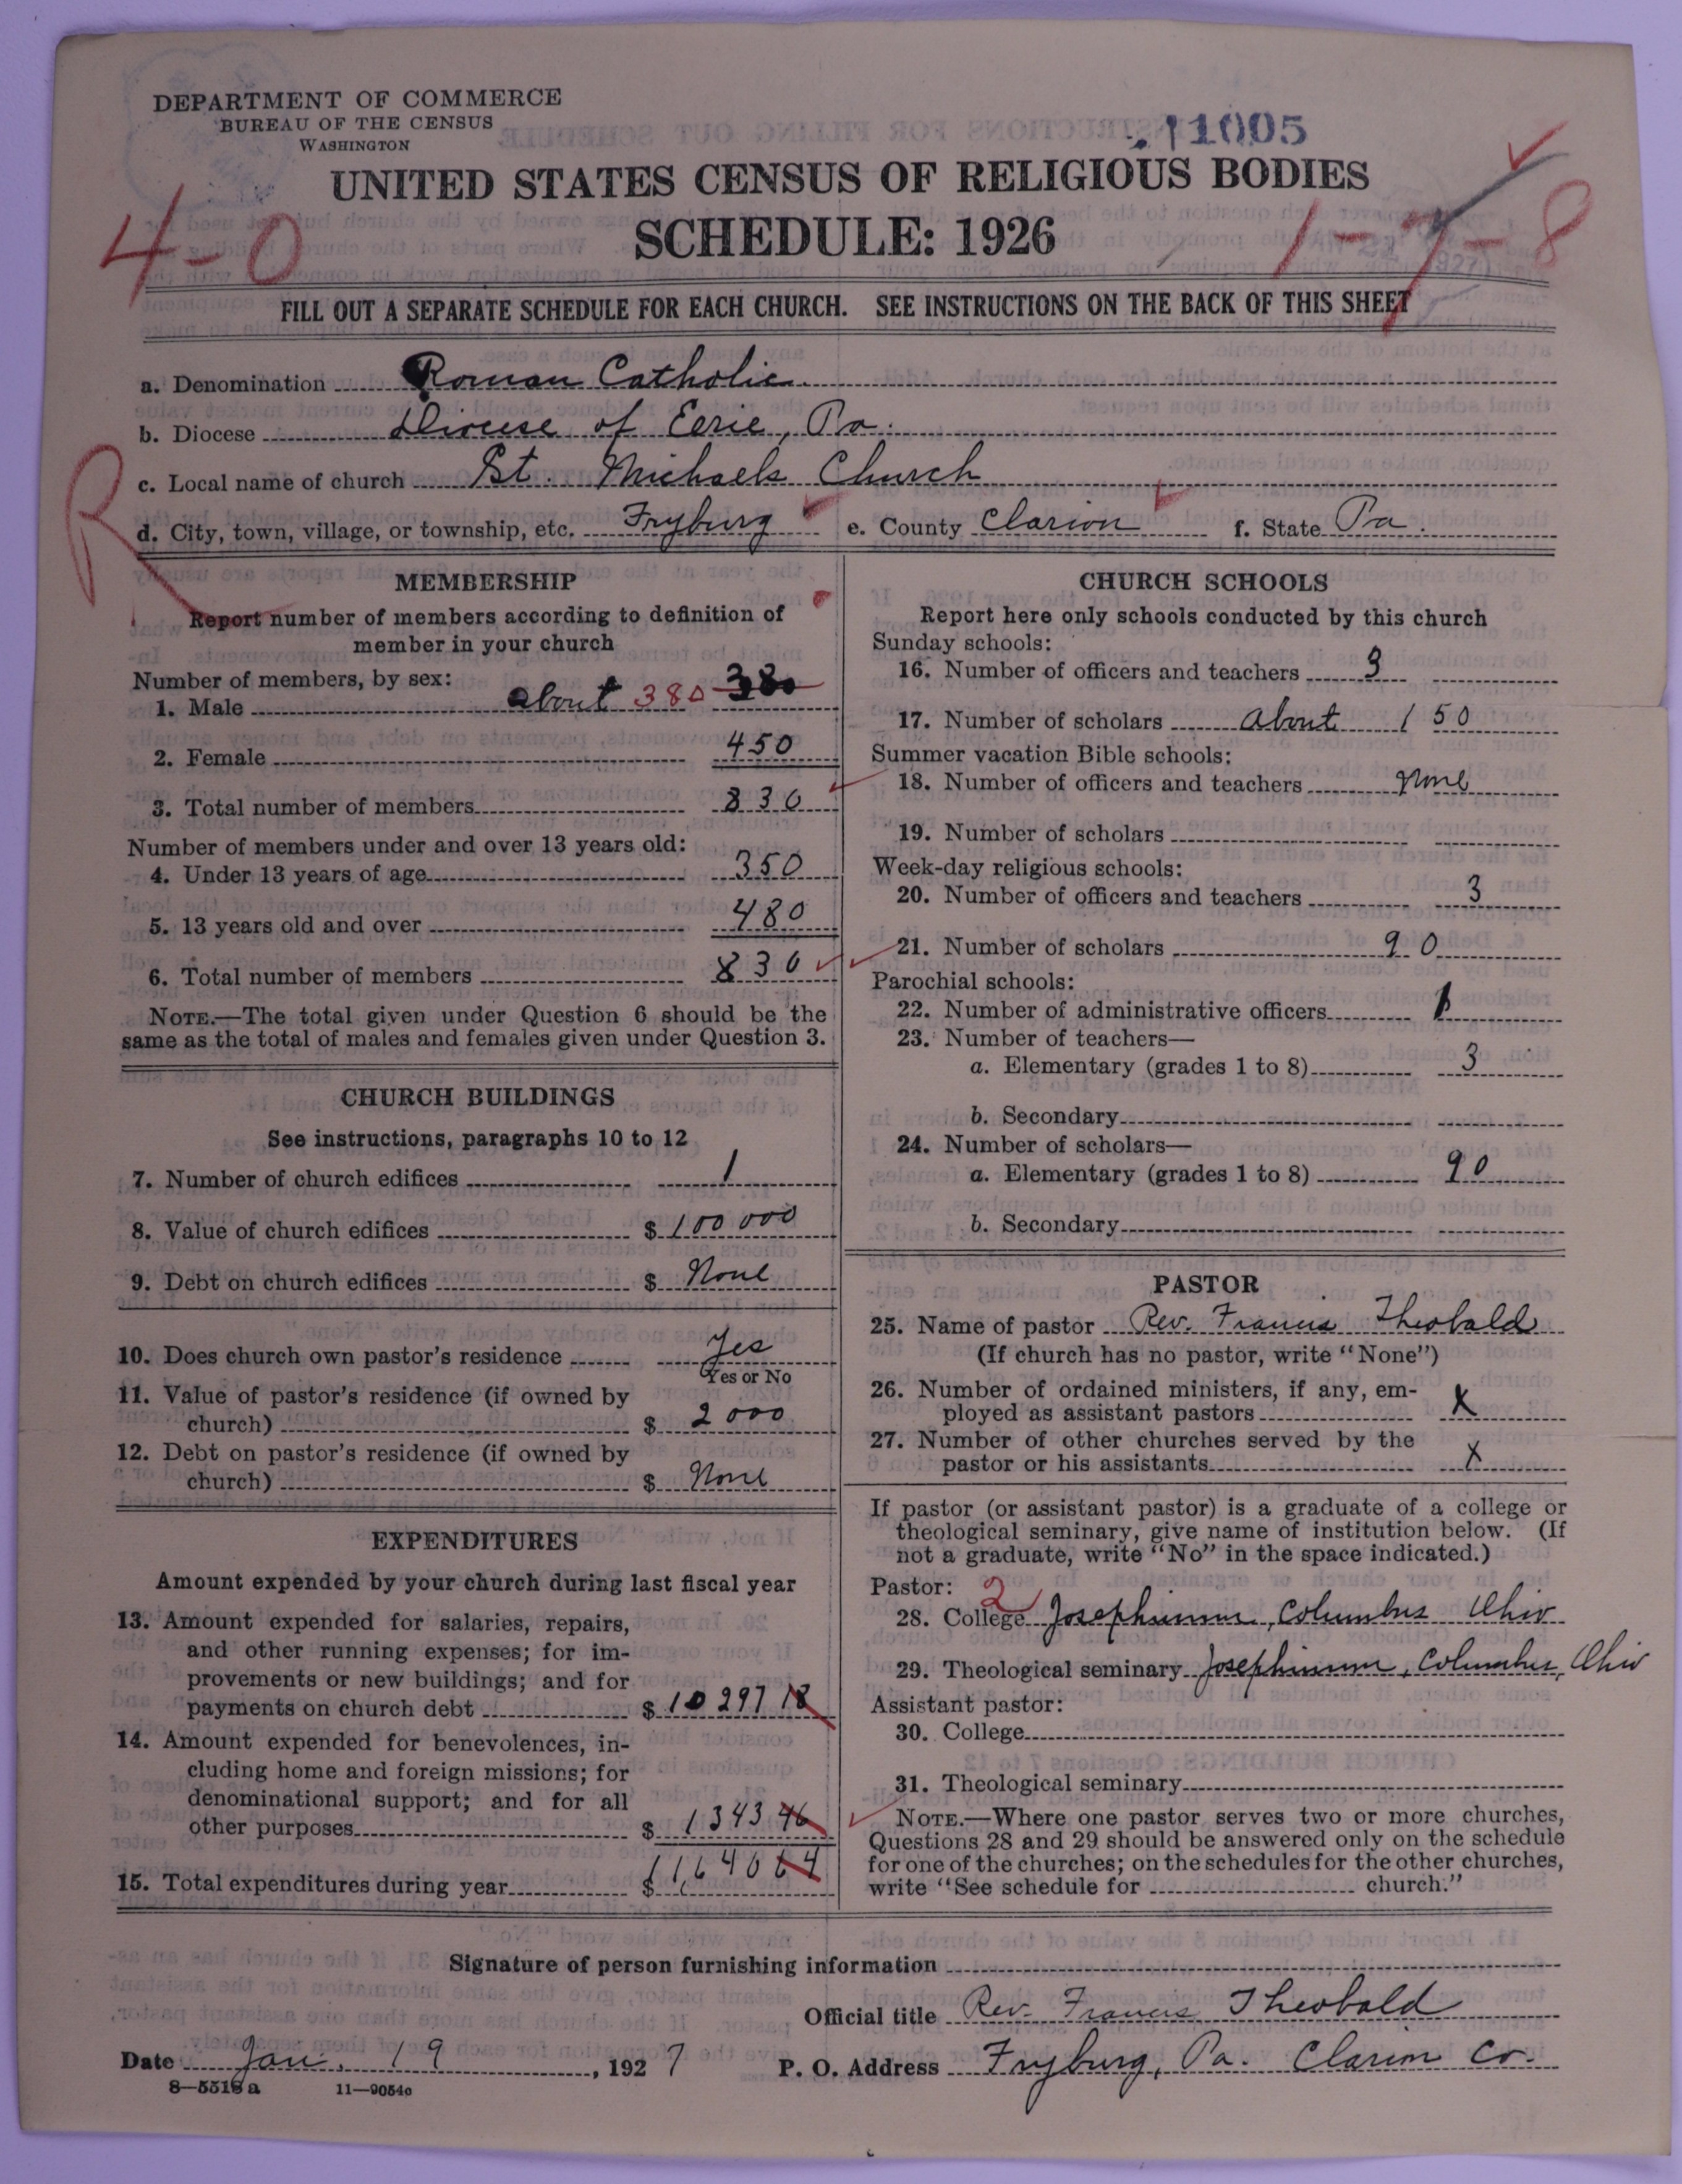 DEPARTMENT OF COMMERCE
BUREAU OF THE CENSUS
WASHINGTON
11005
UNITED STATES CENSUS OF RELIGIOUS BODIES
SCHEDULE: 1926
4-0
1-7-8
FILL OUT A SEPARATE SCHEDULE FOR EACH CHURCH. SEE INSTRUCTIONS ON THE BACK OF THIS SHEET
a. Denomination Roman Catholic
b. Diocese Diocese of Eerie, Pa.
c. Local name of church St. Michaels Church
R
d. City, town, village, or township, etc. Fryburg e. County Clarion f. State Pa.
MEMBERSHIP
Report number of members according to definition of
member in your church
Number of members, by sex:
1. Male about 380 380
2. Female 450
3. Total number of members 830
Number of members under and over 13 years old:
4. Under 13 years of age 350
5. 13 years old and over 480
6. Total number of members 830
NOTE.—The total given under Question 6 should be the
same as the total of males and females given under Question 3.
CHURCH BUILDINGS
See instructions, paragraphs 10 to 12
7. Number of church edifices 1
8. Value of church edifices $ 100 000
9. Debt on church edifices $ None
10. Does church own pastor's residence Yes
Yes or No
11. Value of pastor's residence (if owned by
church) $ 2 000
12. Debt on pastor's residence (if owned by
church) $ None
EXPENDITURES
Amount expended by your church during last fiscal year
13. Amount expended for salaries, repairs,
and other running expenses; for im-
provements or new buildings; and for
payments on church debt $ 10 297 18
14. Amount expended for benevolences, in-
cluding home and foreign missions; for
denominational support; and for all
other purposes $ 1343 46
15. Total expenditures during year $ 11,640 64
CHURCH SCHOOLS
Report here only schools conducted by this church
Sunday schools:
16. Number of officers and teachers 3
17. Number of scholars About 150
Summer vacation Bible schools:
18. Number of officers and teachers None
19. Number of scholars
Week-day religious schools:
20. Number of officers and teachers 3
21. Number of scholars 90
Parochial schools:
22. Number of administrative officers 1
23. Number of teachers—
a. Elementary (grades 1 to 8) 3
b. Secondary
24. Number of scholars—
a. Elementary (grades 1 to 8) 90
b. Secondary
PASTOR
25. Name of pastor Rev. Francis Theobald
(If church has no pastor, write "None")
26. Number of ordained ministers, if any, em-
ployed as assistant pastors X
27. Number of other churches served by the
pastor or his assistants X
If pastor (or assistant pastor) is a graduate of a college or
theological seminary, give name of institution below. (If
not a graduate, write "No" in the space indicated.)
Pastor: 2
28. College Josephinum, Columbus Ohio
29. Theological seminary Josephinum, Columbus, Ohio
Assistant pastor:
30. College
31. Theological seminary
NOTE.—Where one pastor serves two or more churches,
Questions 28 and 29 should be answered only on the schedule
for one of the churches; on the schedules for the other churches,
write "See schedule for church."
Signature of person furnishing information
Official title Rev. Francis Theobald
Date Jan. 19, 1927 P. O. Address Fryburg, Pa. Clarion Co.
8—5518 a 11—9054c